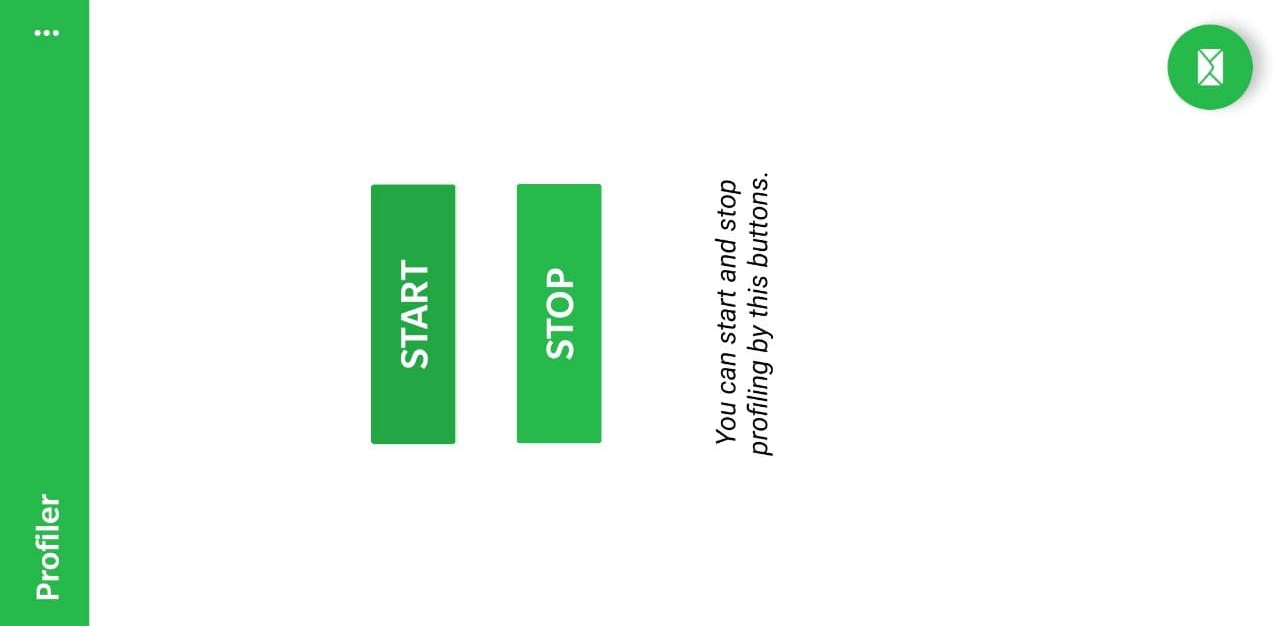 Profiler
START
STOP
You can start and stop
profiling by this buttons.